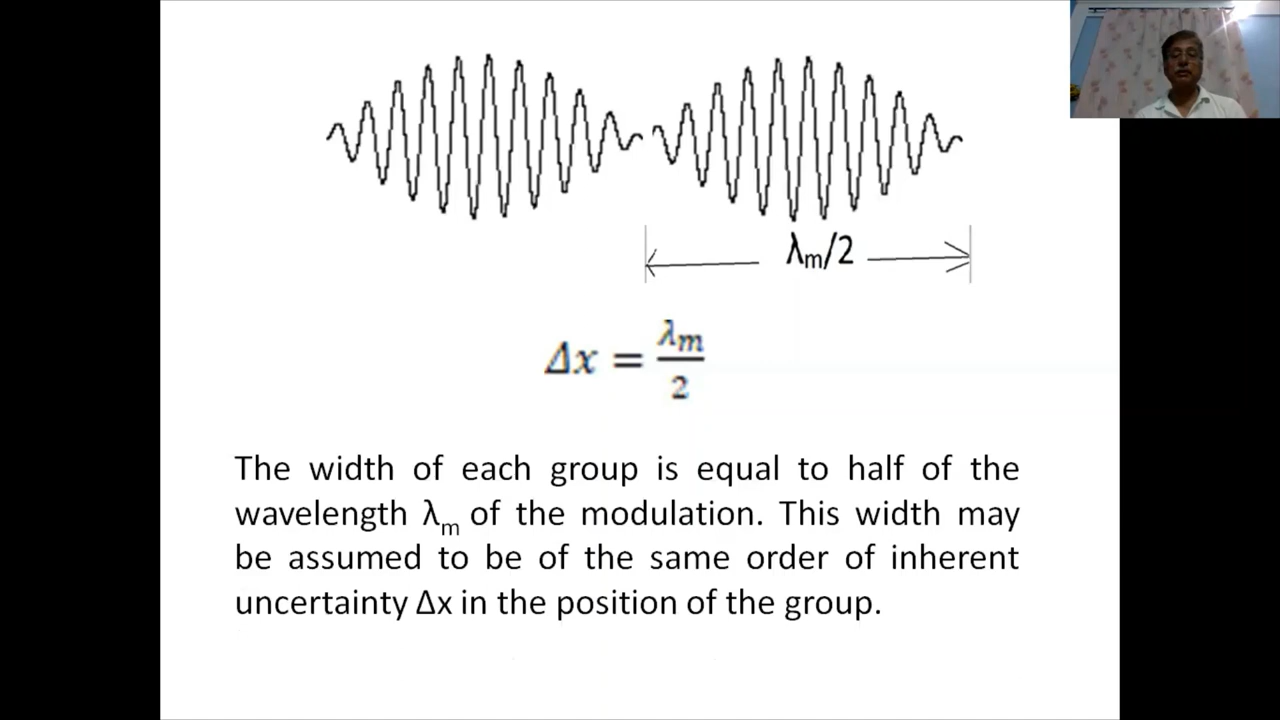 λm/2
Δx = λm/2
The width of each group is equal to half of the
wavelength λm of the modulation. This width may
be assumed to be of the same order of inherent
uncertainty Δx in the position of the group.